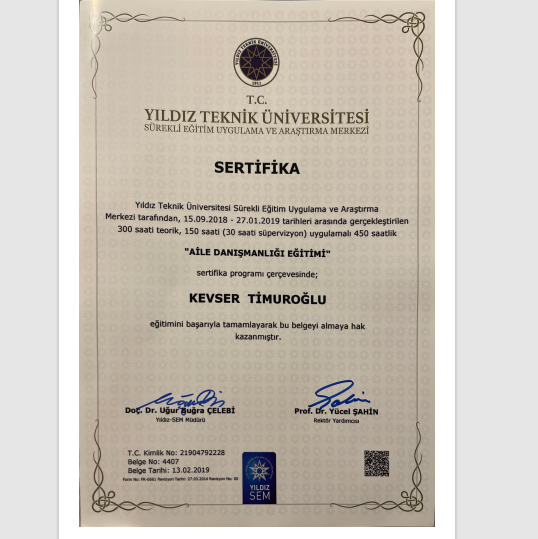 T.C.
YILDIZ TEKNİK ÜNİVERSİTESİ
SÜREKLİ EĞİTİM UYGULAMA VE ARAŞTIRMA MERKEZİ
SERTİFİKA
Yıldız Teknik Üniversitesi Sürekli Eğitim Uygulama ve Araştırma
Merkezi tarafından, 15.09.2018 - 27.01.2019 tarihleri arasında gerçekleştirilen
300 saati teorik, 150 saati (30 saati süpervizyon) uygulamalı 450 saatlik
"AİLE DANIŞMANLIĞI EĞİTİMİ"
sertifika programı çerçevesinde;
KEVSER TİMUROĞLU
eğitimini başarıyla tamamlayarak bu belgeyi almaya hak
kazanmıştır.
Doç. Dr. Uğur Buğra ÇELEBİ
Yıldız-SEM Müdürü
Prof. Dr. Yücel ŞAHİN
Rektör Yardımcısı
T.C. Kimlik No: 21904792228
Belge No: 4407
Belge Tarihi: 13.02.2019
YILDIZ
SEM